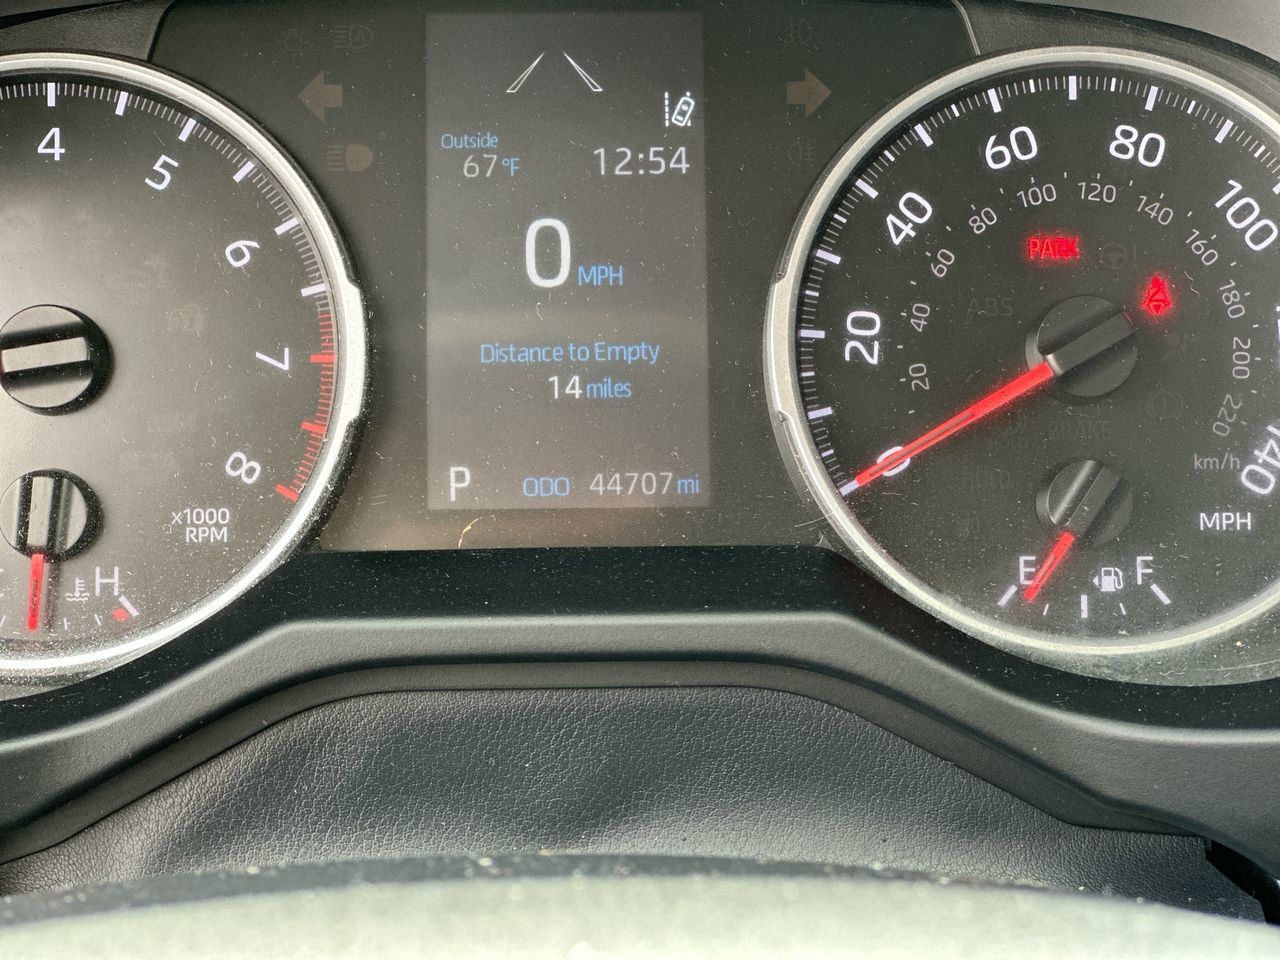 4
5
6
7
8
x1000
RPM
H
Outside
67°F
12:54
0 MPH
Distance to Empty
14 miles
P
ODO 44707 mi
0
20
40
60
80
100
140
MPH
20
40
60
80
100
120
140
160
180
200
220
km/h
PARK
ABS
BRAKE
E
F